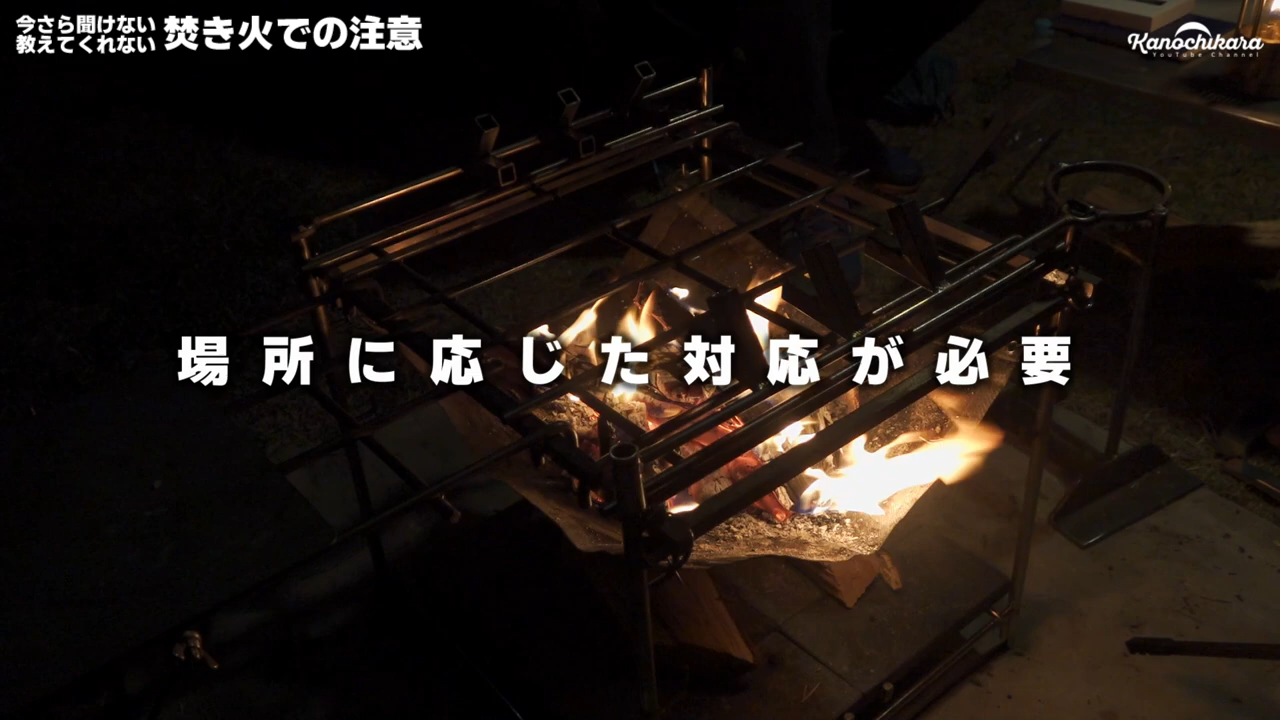 今さら聞けない
教えてくれない
焚き火での注意
Kanochikara
YouTube Channel
場所に応じた対応が必要